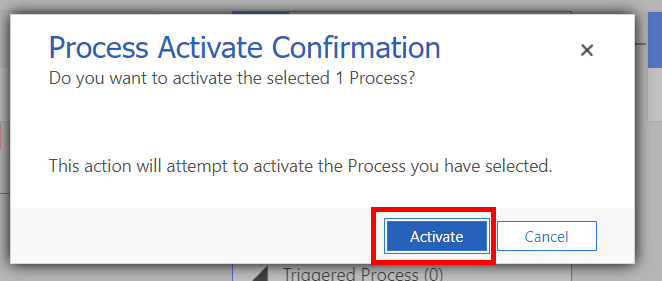 Process Activate Confirmation
Do you want to activate the selected 1 Process?
This action will attempt to activate the Process you have selected.
Activate
Cancel
Triggered Process (0)